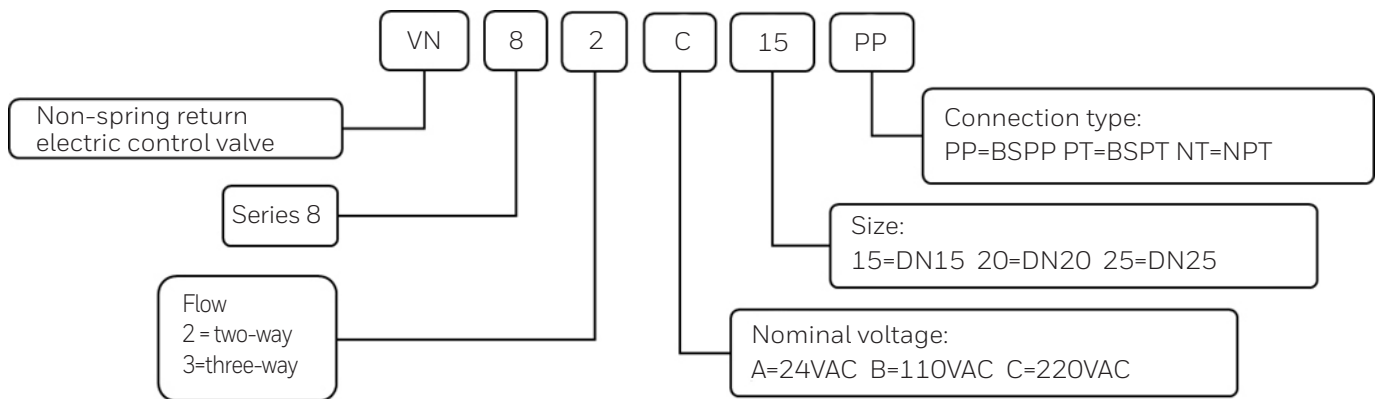 VN 8 2 C 15 PP
Non-spring return
electric control valve
Connection type:
PP=BSPP PT=BSPT NT=NPT
Series 8
Size:
15=DN15 20=DN20 25=DN25
Flow
2 = two-way
3=three-way
Nominal voltage:
A=24VAC B=110VAC C=220VAC